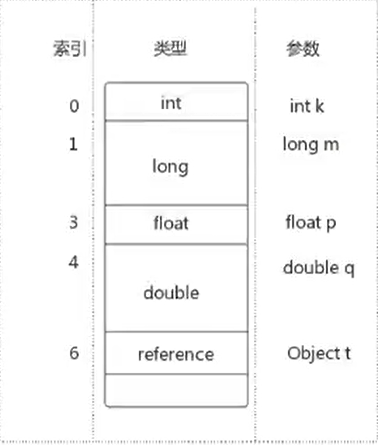 索引 类型 参数
0 int int k
1 long long m
3 float float p
4 double double q
6 reference Object t